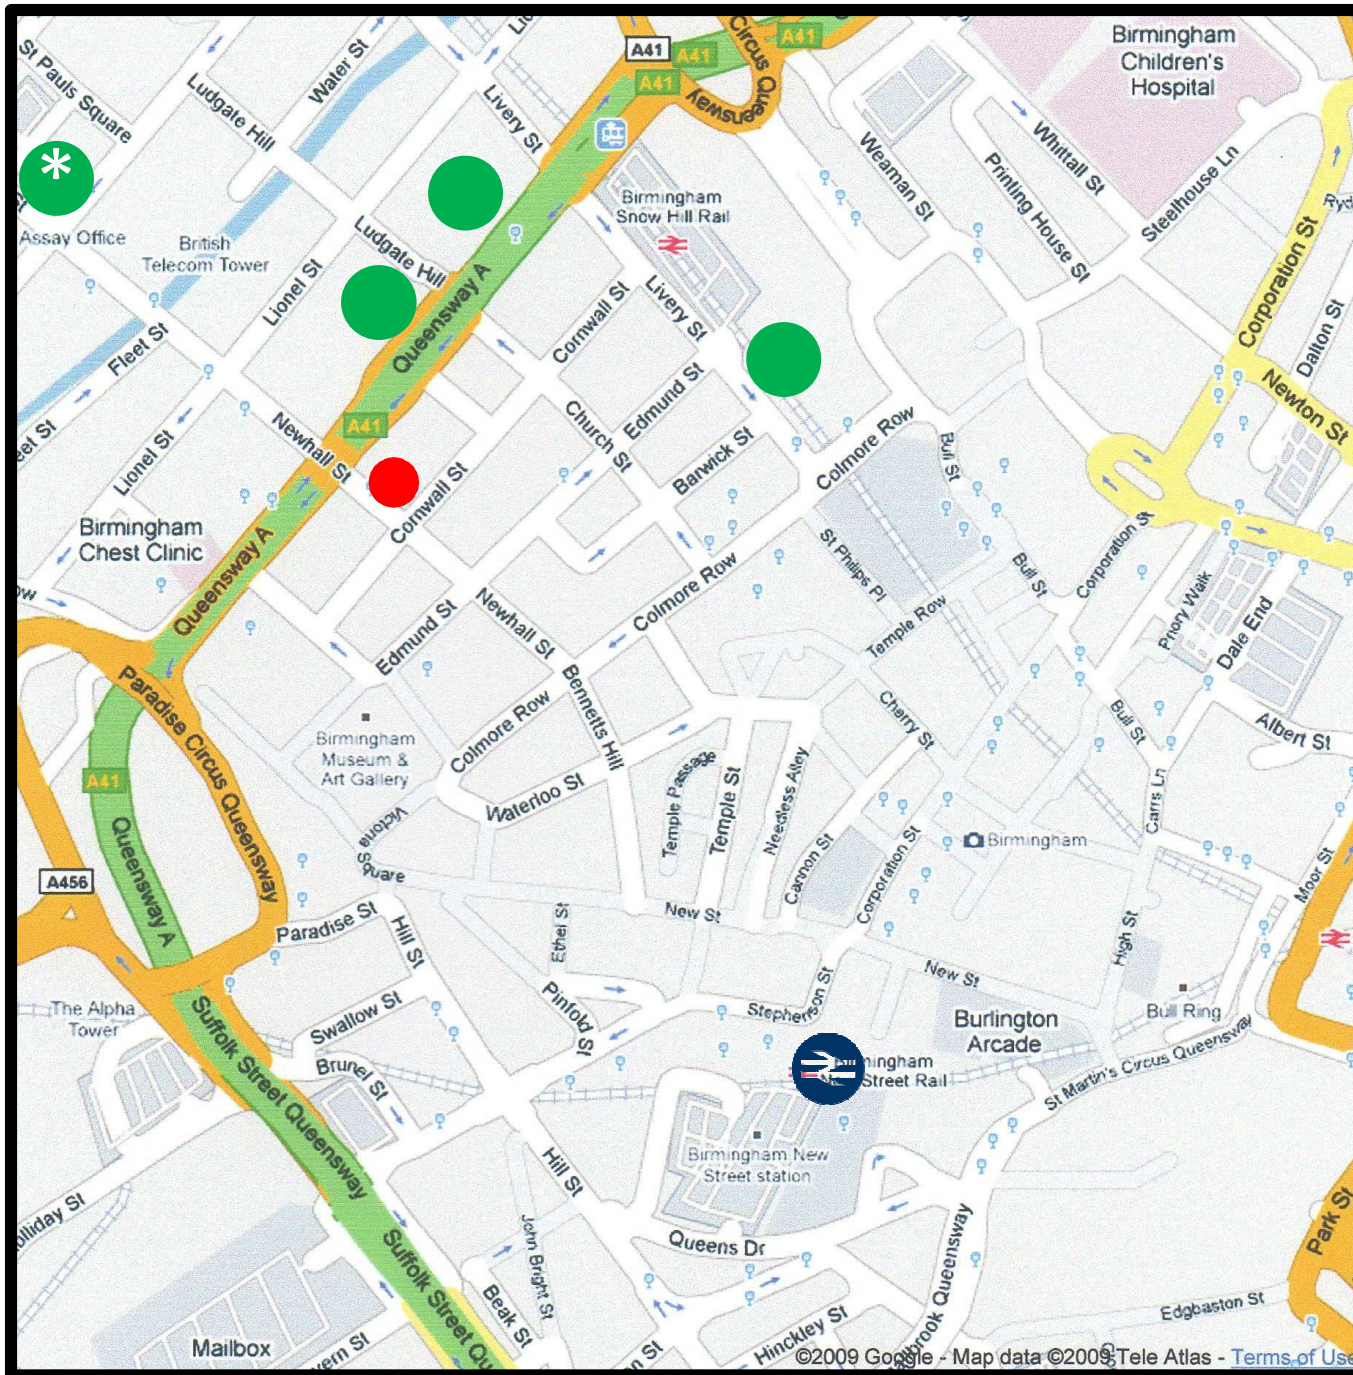 St Pauls Square
Water St
Ludgate Hill
Livery St
A41
A41
A41
A41
Circus Queensway
Birmingham
Children's
Hospital
Whittall St
Weaman St
Printing House St
Steelhouse Ln
Corporation St
*
Assay Office
British
Telecom Tower
Birmingham
Snow Hill Rail
Ludgate Hill
Lionel St
Queensway A
Cornwall St
Livery St
Dalton St
Fleet St
Edmund St
Church St
Newton St
A41
Newhall St
Lionel St
Barwick St
Colmore Row
Bull St
Cornwall St
Birmingham
Chest Clinic
Queensway A
St Philips Pl
Corporation St
Bull St
Colmore Row
Priory Walk
Dale End
Edmund St
Newhall St
Temple Row
Paradise Circus Queensway
Bennetts Hill
Colmore Row
Cherry St
Bull St
Albert St
Birmingham
Museum &
Art Gallery
A41
Waterloo St
Temple Passage
Temple St
Needless Alley
Carrs Ln
Victoria Square
Queensway A
Cannon St
Corporation St
Birmingham
A456
Moor St
Paradise St
Hill St
New St
Ethel St
High St
New St
The Alpha
Tower
Swallow St
Pinfold St
Stephenson St
Burlington
Arcade
Bull Ring
Suffolk Street Queensway
Brunel St
Street Rail
St Martin's Circus Queensway
Birmingham New
Street station
Hill St
Queens Dr
John Bright St
Park St
Suffolk Street
Beak St
Edgbaston St
Hinckley St
Mailbox
©2009 Google - Map data ©2009 Tele Atlas - Terms of Use